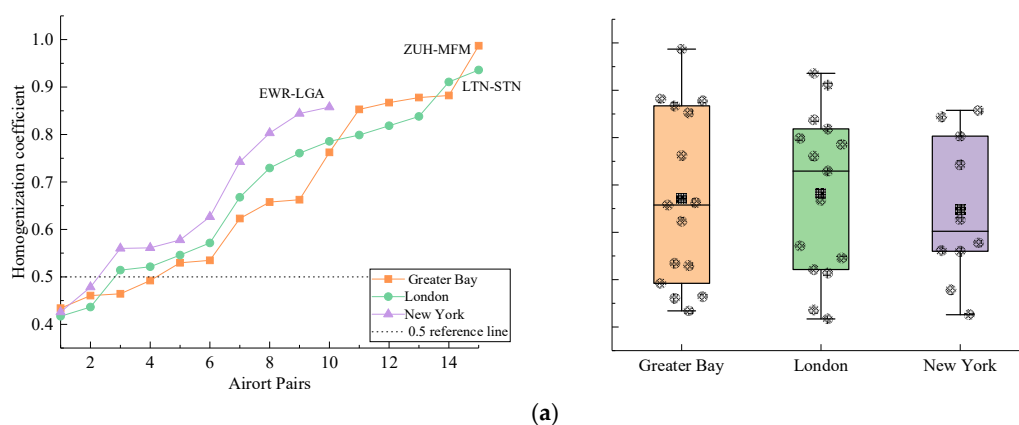 1.0
0.9
0.8
0.7
0.6
0.5
0.4
Homogenization coefficient
ZUH-MFM
EWR-LGA
LTN-STN
Greater Bay
London
New York
0.5 reference line
2 4 6 8 10 12 14
Airort Pairs
Greater Bay London New York
(a)